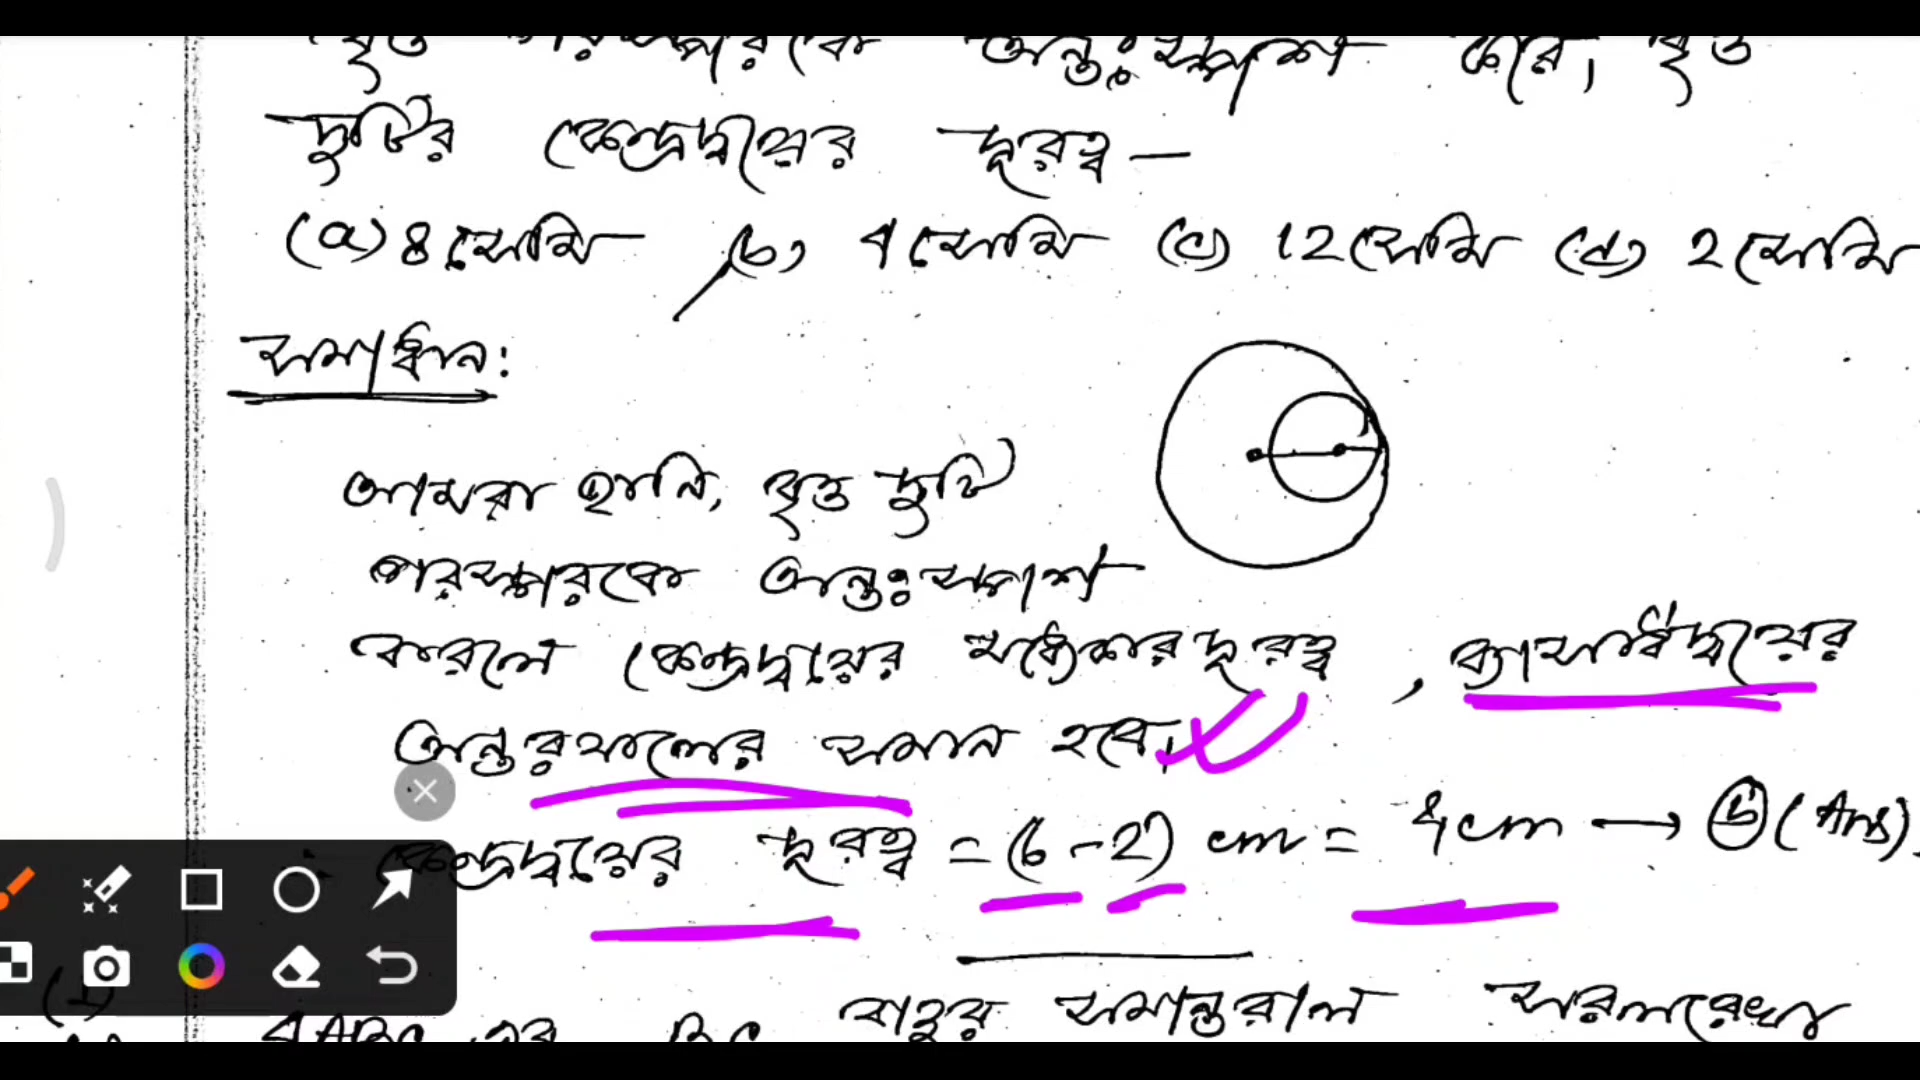 বৃত্ত পরস্পরকে অন্তঃস্পর্শ করে, বৃত্ত
দুটির কেন্দ্রদ্বয়ের দূরত্ব —
(a) 8 সেমি (b) 4 সেমি (c) 12 সেমি (d) 2 সেমি
সমাধান:
আমরা জানি, বৃত্ত দুটি
পরস্পরকে অন্তঃস্পর্শ
করলে কেন্দ্রদ্বয়ের মধ্যেকার দূরত্ব, ব্যাসার্ধদ্বয়ের
অন্তরফলের সমান হবে।
কেন্দ্রদ্বয়ের দূরত্ব = (6 - 2) cm = 4 cm → (b) (Ans).
বাহুর সমান্তরাল সরলরেখা